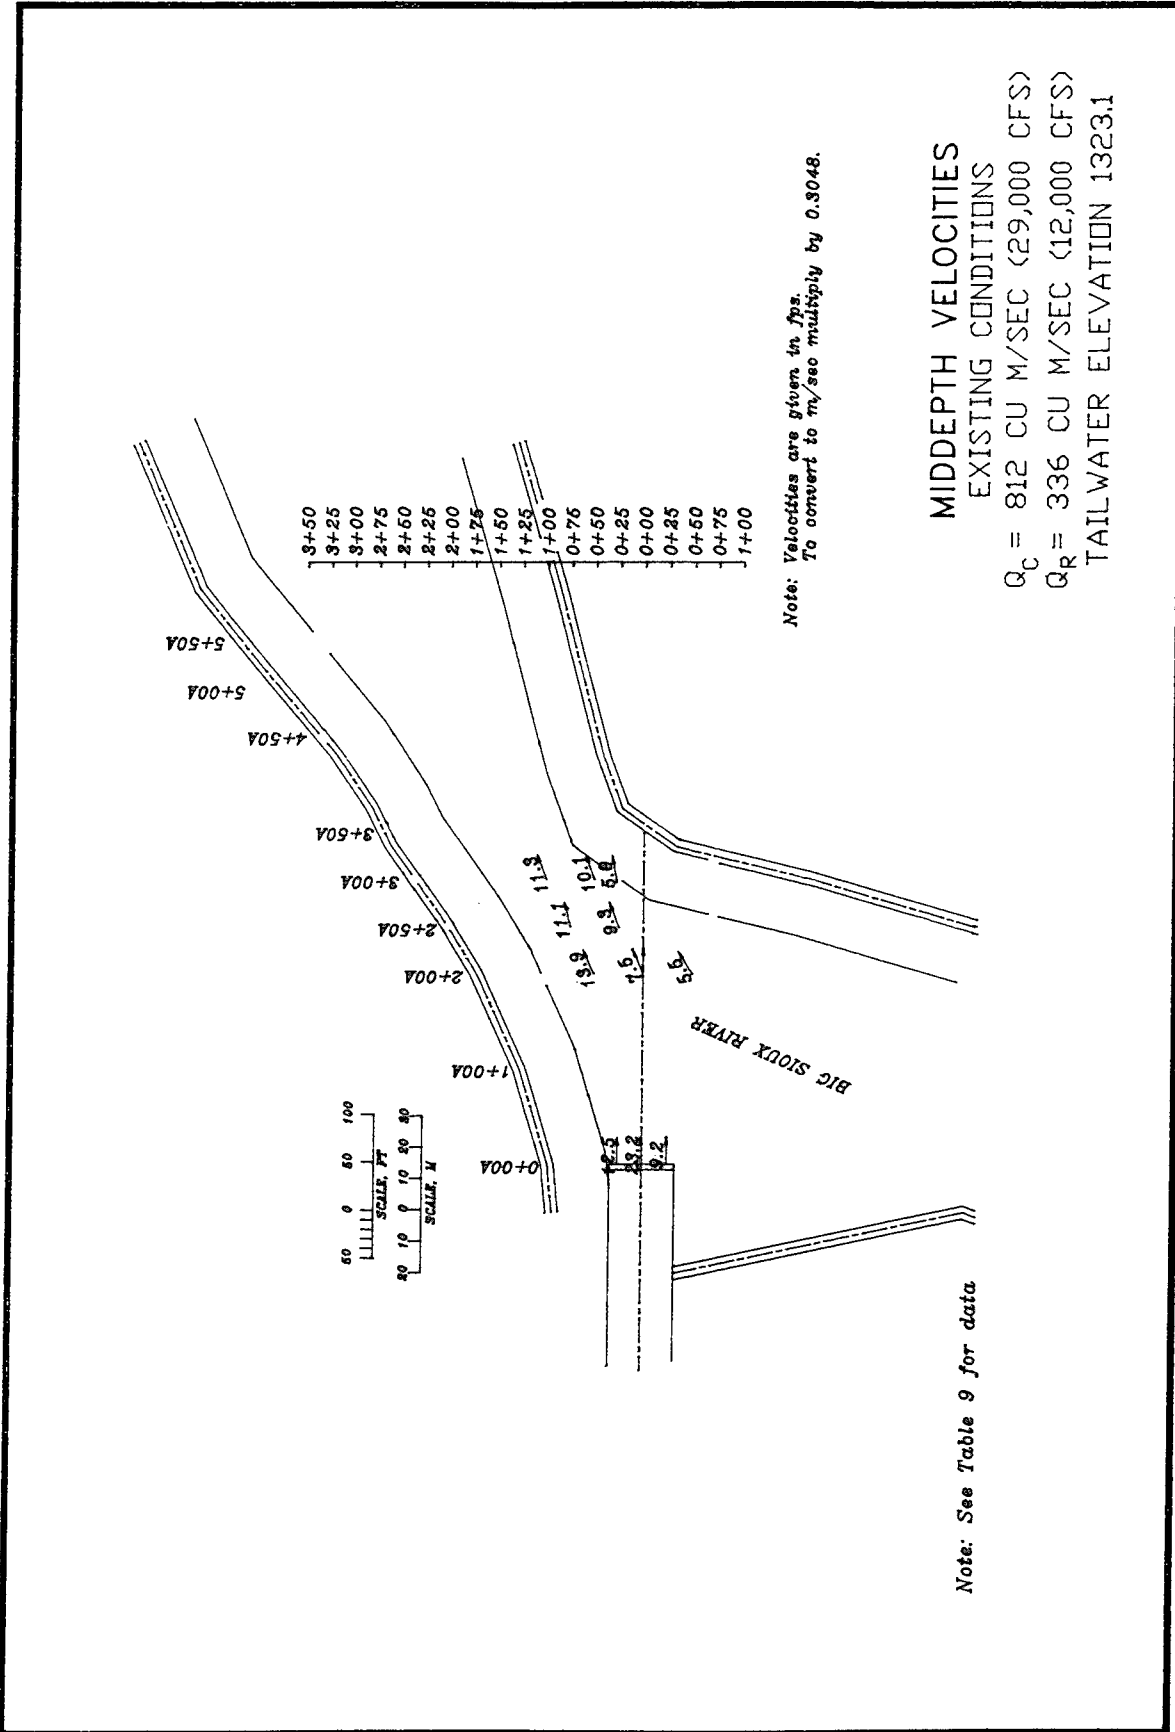 MIDDEPTH VELOCITIES
EXISTING CONDITIONS
QC = 812 CU M/SEC (29,000 CFS)
QR = 336 CU M/SEC (12,000 CFS)
TAILWATER ELEVATION 1323.1
Note: Velocities are given in fps.
To convert to m/sec multiply by 0.3048.
Note: See Table 9 for data
BIG SIOUX RIVER
0+00A
1+00A
2+00A
2+50A
3+00A
3+50A
4+50A
5+00A
5+50A
3+50
3+25
3+00
2+75
2+50
2+25
2+00
1+75
1+50
1+25
1+00
0+75
0+50
0+25
0+00
0+25
0+50
0+75
1+00
50 0 50 100
SCALE, FT
20 10 0 10 20 30
SCALE, M
12.5
23.2
9.2
13.9
7.5
5.5
11.1
9.3
11.3
10.1